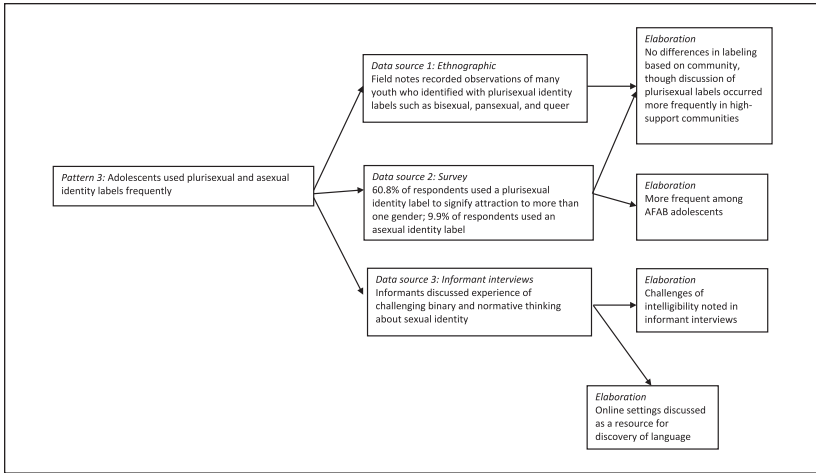 Pattern 3: Adolescents used plurisexual and asexual
identity labels frequently
Data source 1: Ethnographic
Field notes recorded observations of many
youth who identified with plurisexual identity
labels such as bisexual, pansexual, and queer
Data source 2: Survey
60.8% of respondents used a plurisexual
identity label to signify attraction to more than
one gender; 9.9% of respondents used an
asexual identity label
Data source 3: Informant interviews
Informants discussed experience of
challenging binary and normative thinking
about sexual identity
Elaboration
No differences in labeling
based on community,
though discussion of
plurisexual labels occurred
more frequently in high-
support communities
Elaboration
More frequent among
AFAB adolescents
Elaboration
Challenges of
intelligibility noted in
informant interviews
Elaboration
Online settings discussed
as a resource for
discovery of language